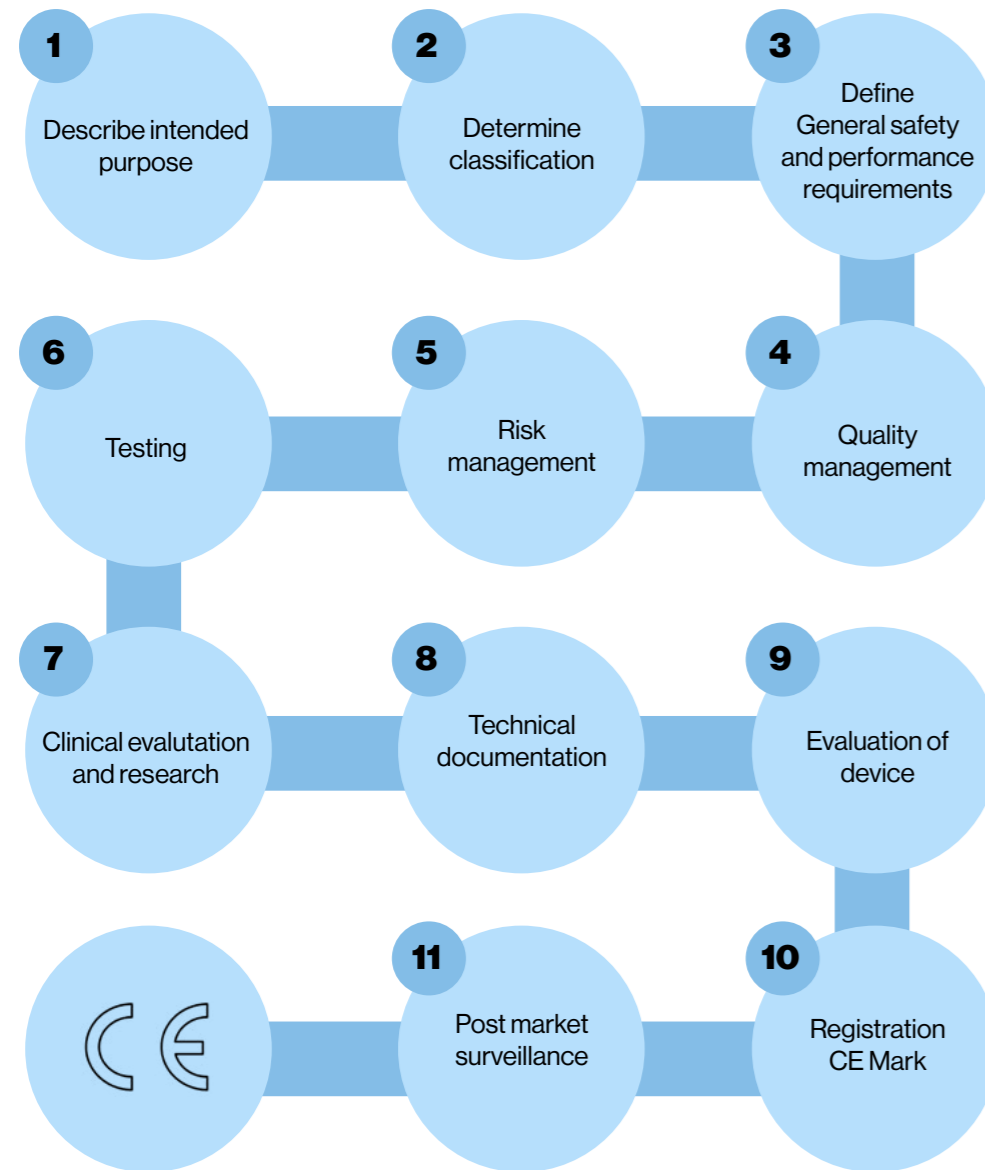 1
Describe intended
purpose
2
Determine
classification
3
Define
General safety
and performance
requirements
4
Quality
management
5
Risk
management
6
Testing
7
Clinical evalutation
and research
8
Technical
documentation
9
Evaluation of
device
10
Registration
CE Mark
11
Post market
surveillance
CE